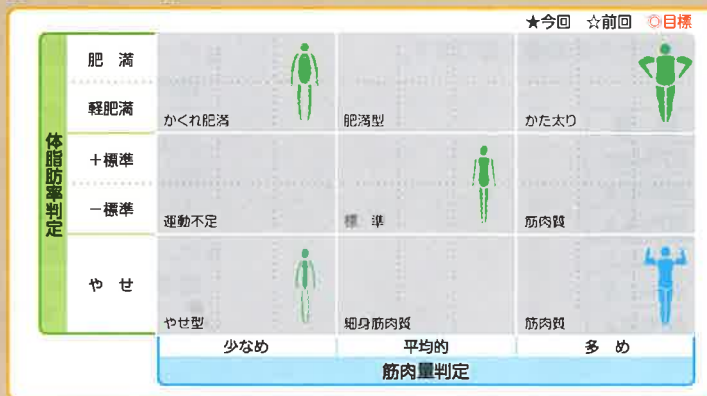 ★今回 ☆前回 ◎目標
体脂肪率判定
肥 満
軽肥満
かくれ肥満
肥満型
かた太り
+標準
-標準
運動不足
標 準
筋肉質
や せ
やせ型
細身筋肉質
筋肉質
少なめ
平均的
多 め
筋肉量判定